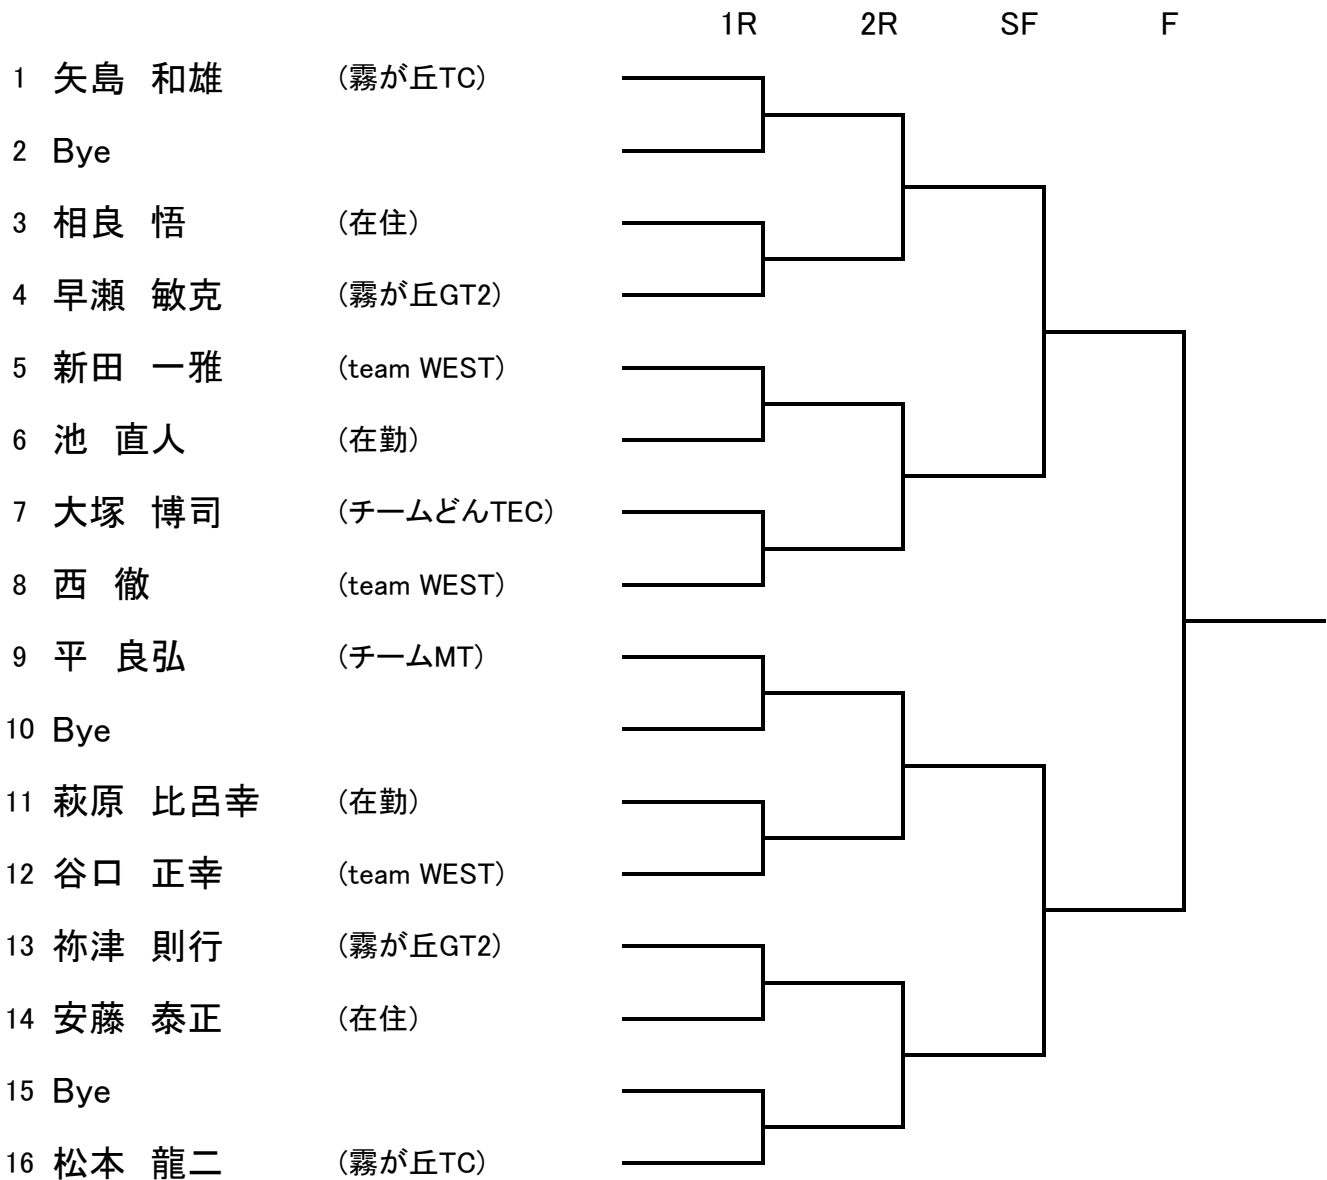 1R 2R SF F
1 矢島 和雄 (霧が丘TC)
2 Bye
3 相良 悟 (在住)
4 早瀬 敏克 (霧が丘GT2)
5 新田 一雅 (team WEST)
6 池 直人 (在勤)
7 大塚 博司 (チームどんTEC)
8 西 徹 (team WEST)
9 平 良弘 (チームMT)
10 Bye
11 萩原 比呂幸 (在勤)
12 谷口 正幸 (team WEST)
13 祢津 則行 (霧が丘GT2)
14 安藤 泰正 (在住)
15 Bye
16 松本 龍二 (霧が丘TC)